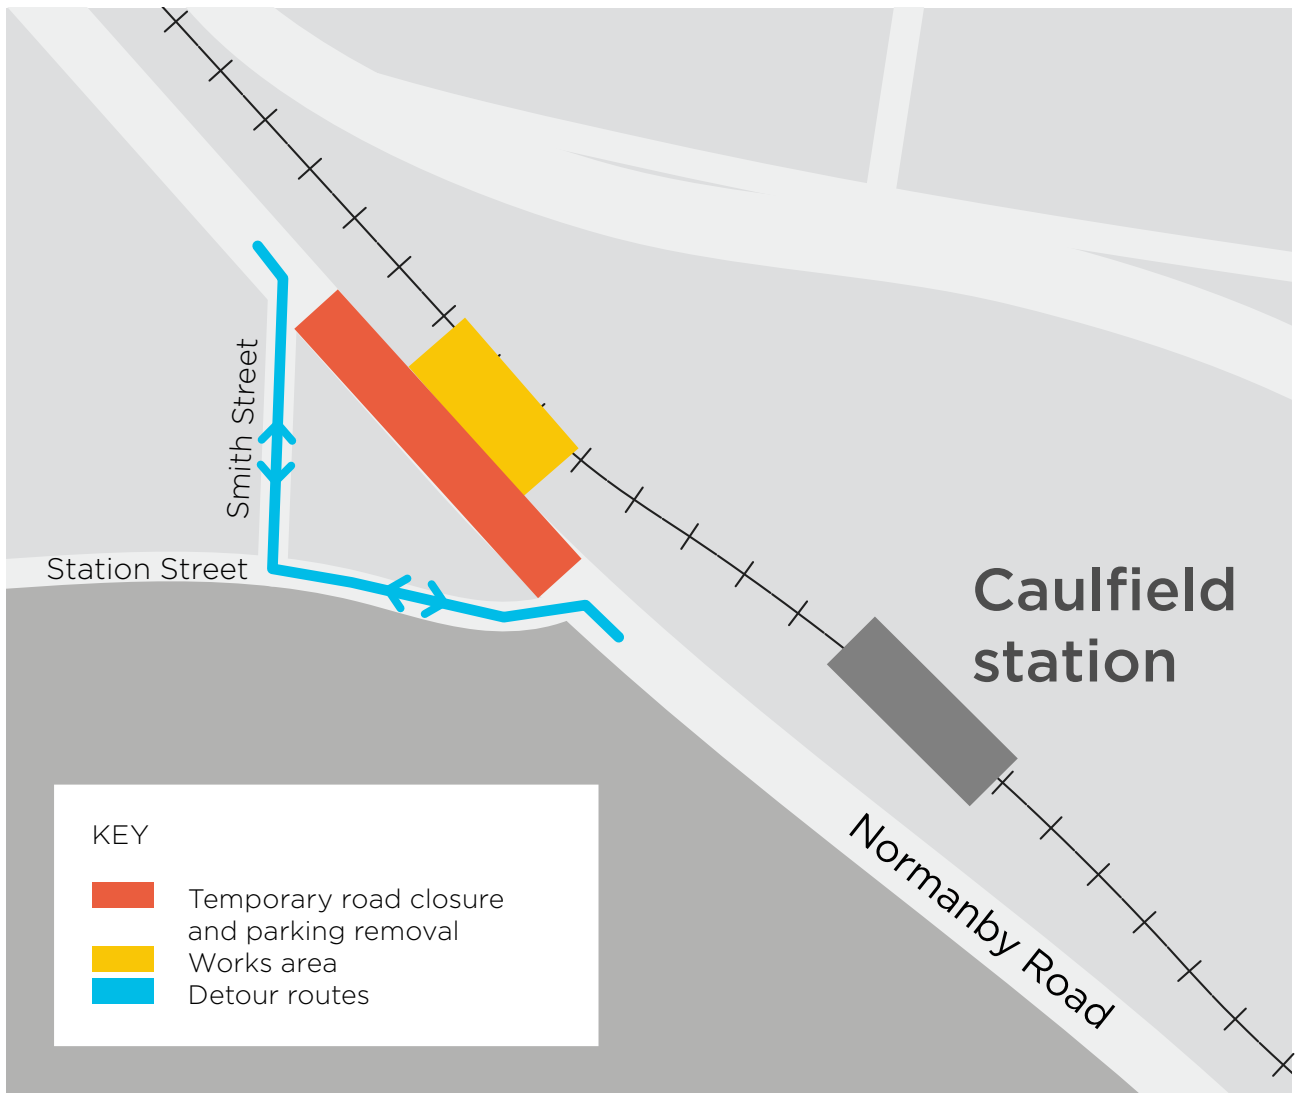 Smith Street
Station Street
Caulfield
station
Normanby Road
KEY
Temporary road closure
and parking removal
Works area
Detour routes